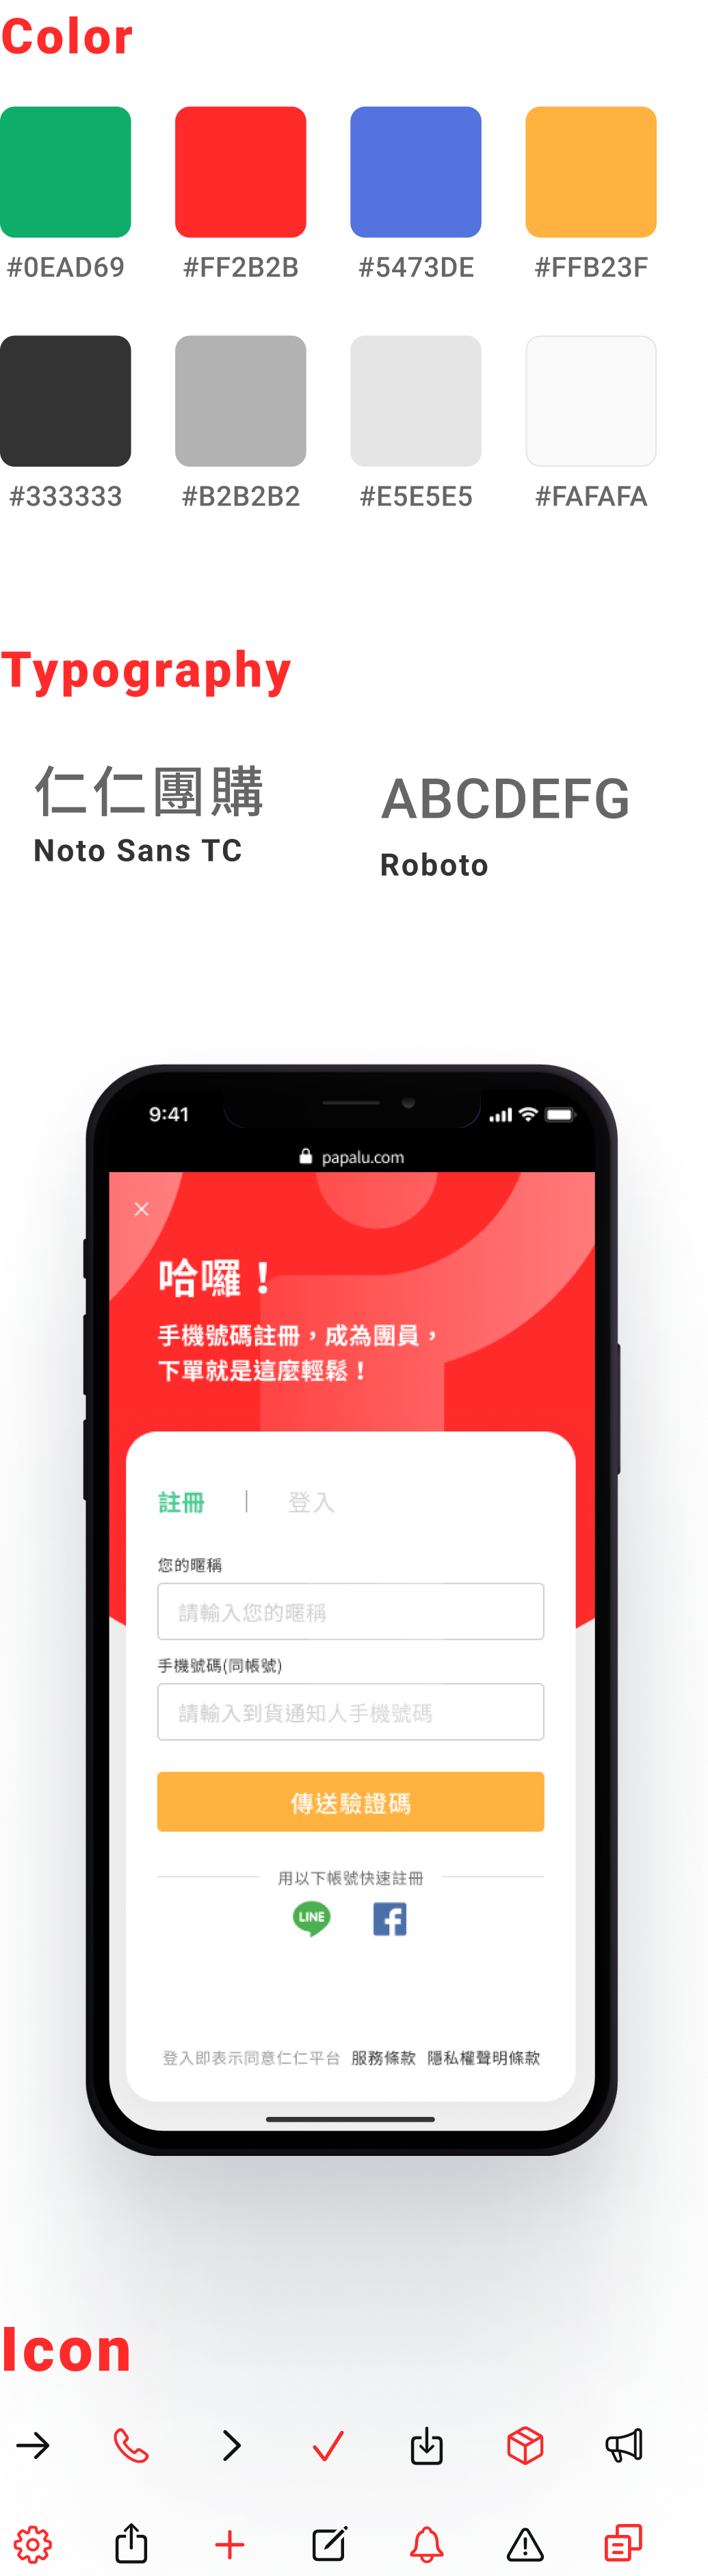 Color
#0EAD69 #FF2B2B #5473DE #FFB23F
#333333 #B2B2B2 #E5E5E5 #FAFAFA
Typography
仁仁團購 ABCDEFG
Noto Sans TC Roboto
9:41
papalu.com
哈囉！
手機號碼註冊，成為團員，
下單就是這麼輕鬆！
註冊 | 登入
您的暱稱
請輸入您的暱稱
手機號碼(同帳號)
請輸入到貨通知人手機號碼
傳送驗證碼
用以下帳號快速註冊
LINE f
登入即表示同意仁仁平台 服務條款 隱私權聲明條款
Icon